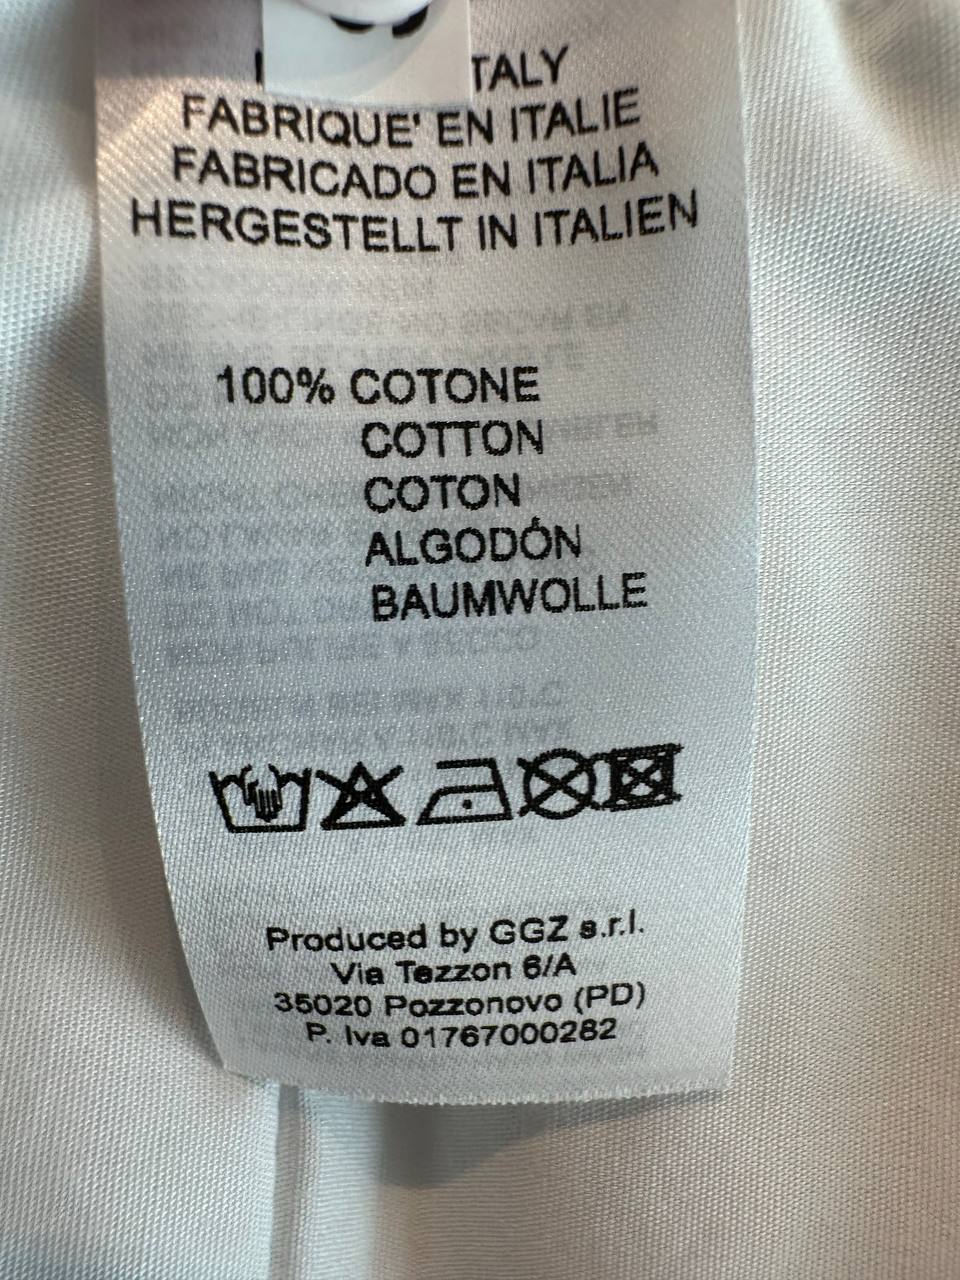 ITALY
FABRIQUE' EN ITALIE
FABRICADO EN ITALIA
HERGESTELLT IN ITALIEN
100% COTONE
COTTON
COTON
ALGODÓN
BAUMWOLLE
Produced by GGZ s.r.l.
Via Tezzon 6/A
35020 Pozzonovo (PD)
P. Iva 01767000282